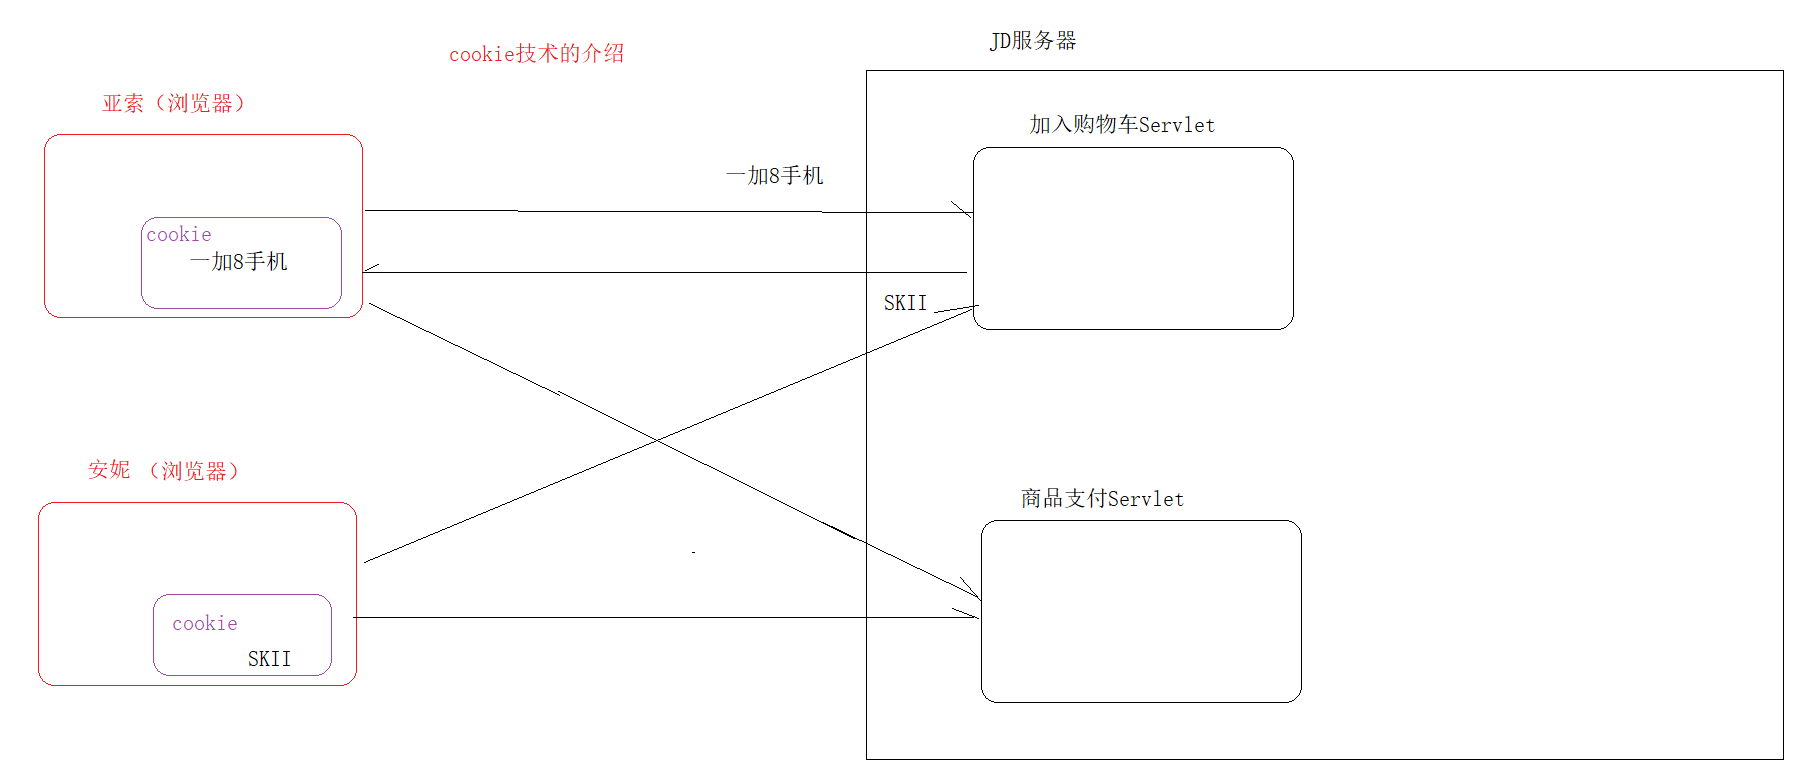 cookie技术的介绍
JD服务器
亚索（浏览器）
加入购物车Servlet
一加8手机
cookie
一加8手机
SKII
安妮 （浏览器）
商品支付Servlet
cookie
SKII